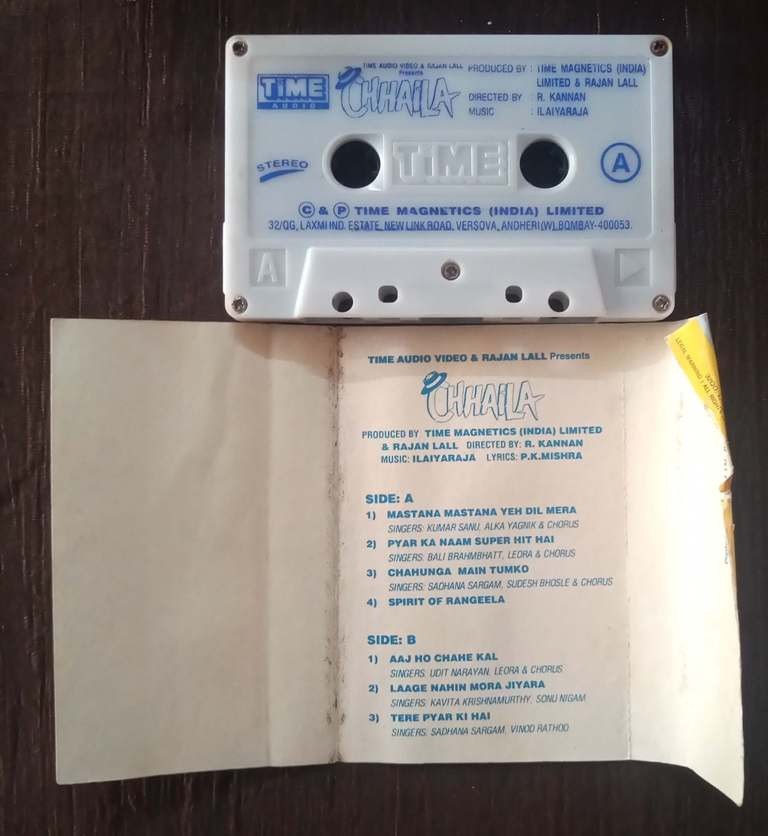 TIME AUDIO VIDEO & RAJAN LALL
Presents
TiME
AUDIO
CHHAILA
PRODUCED BY : TIME MAGNETICS (INDIA)
LIMITED & RAJAN LALL
DIRECTED BY : R. KANNAN
MUSIC : ILAIYARAJA
STEREO
TiME
A
© & ℗ TIME MAGNETICS (INDIA) LIMITED
32/QG, LAXMI IND. ESTATE, NEW LINK ROAD, VERSOVA, ANDHERI (W), BOMBAY-400053.
A
TIME AUDIO VIDEO & RAJAN LALL Presents
CHHAILA
PRODUCED BY TIME MAGNETICS (INDIA) LIMITED
& RAJAN LALL DIRECTED BY: R. KANNAN
MUSIC: ILAIYARAJA LYRICS: P.K.MISHRA
SIDE: A
1) MASTANA MASTANA YEH DIL MERA
SINGERS: KUMAR SANU, ALKA YAGNIK & CHORUS
2) PYAR KA NAAM SUPER HIT HAI
SINGERS: BALI BRAHMBHATT, LEORA & CHORUS
3) CHAHUNGA MAIN TUMKO
SINGERS: SADHANA SARGAM, SUDESH BHOSLE & CHORUS
4) SPIRIT OF RANGEELA
SIDE: B
1) AAJ HO CHAHE KAL
SINGERS: UDIT NARAYAN, LEORA & CHORUS
2) LAAGE NAHIN MORA JIYARA
SINGERS: KAVITA KRISHNAMURTHY, SONU NIGAM
3) TERE PYAR KI HAI
SINGERS: SADHANA SARGAM, VINOD RATHOD
LEGAL WARNING : ALL